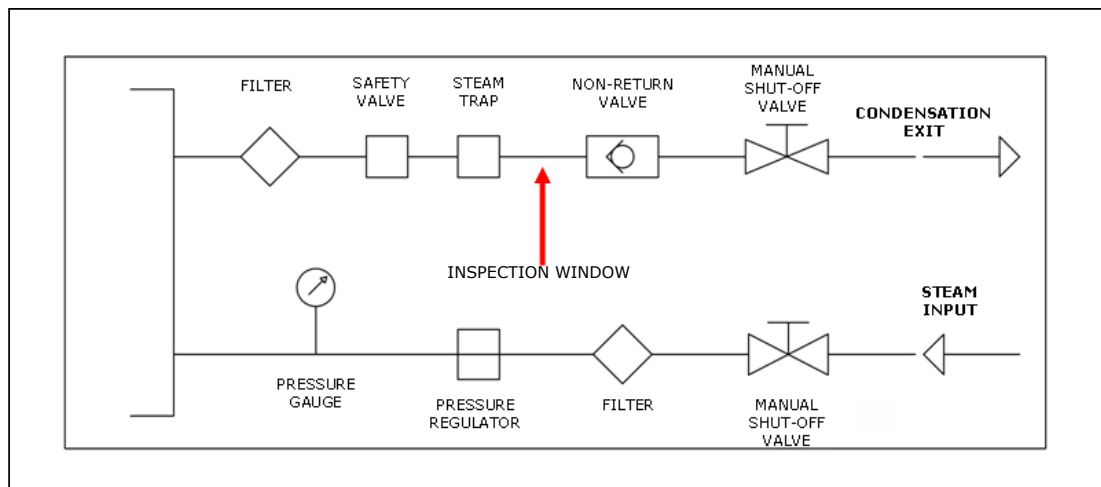 FILTER
SAFETY
VALVE
STEAM
TRAP
NON-RETURN
VALVE
MANUAL
SHUT-OFF
VALVE
CONDENSATION
EXIT
INSPECTION WINDOW
STEAM
INPUT
PRESSURE
GAUGE
PRESSURE
REGULATOR
FILTER
MANUAL
SHUT-OFF
VALVE